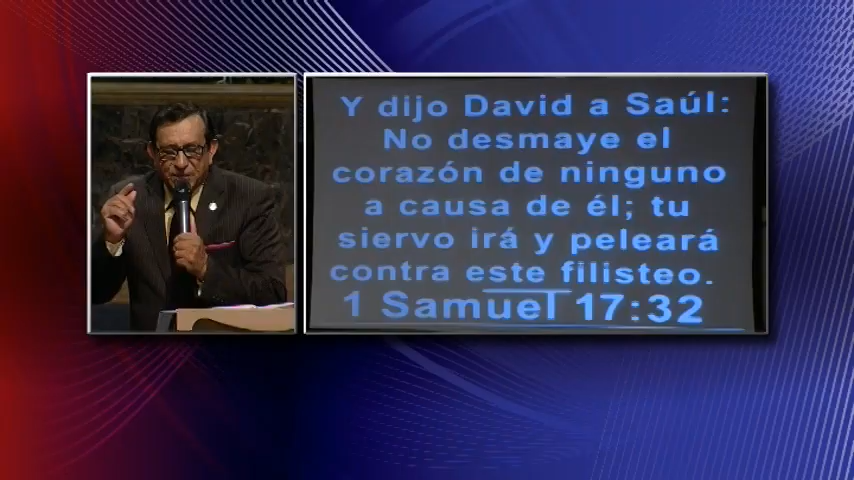 Y dijo David a Saúl:
No desmaye el
corazón de ninguno
a causa de él; tu
siervo irá y peleará
contra este filisteo.
1 Samuel 17:32